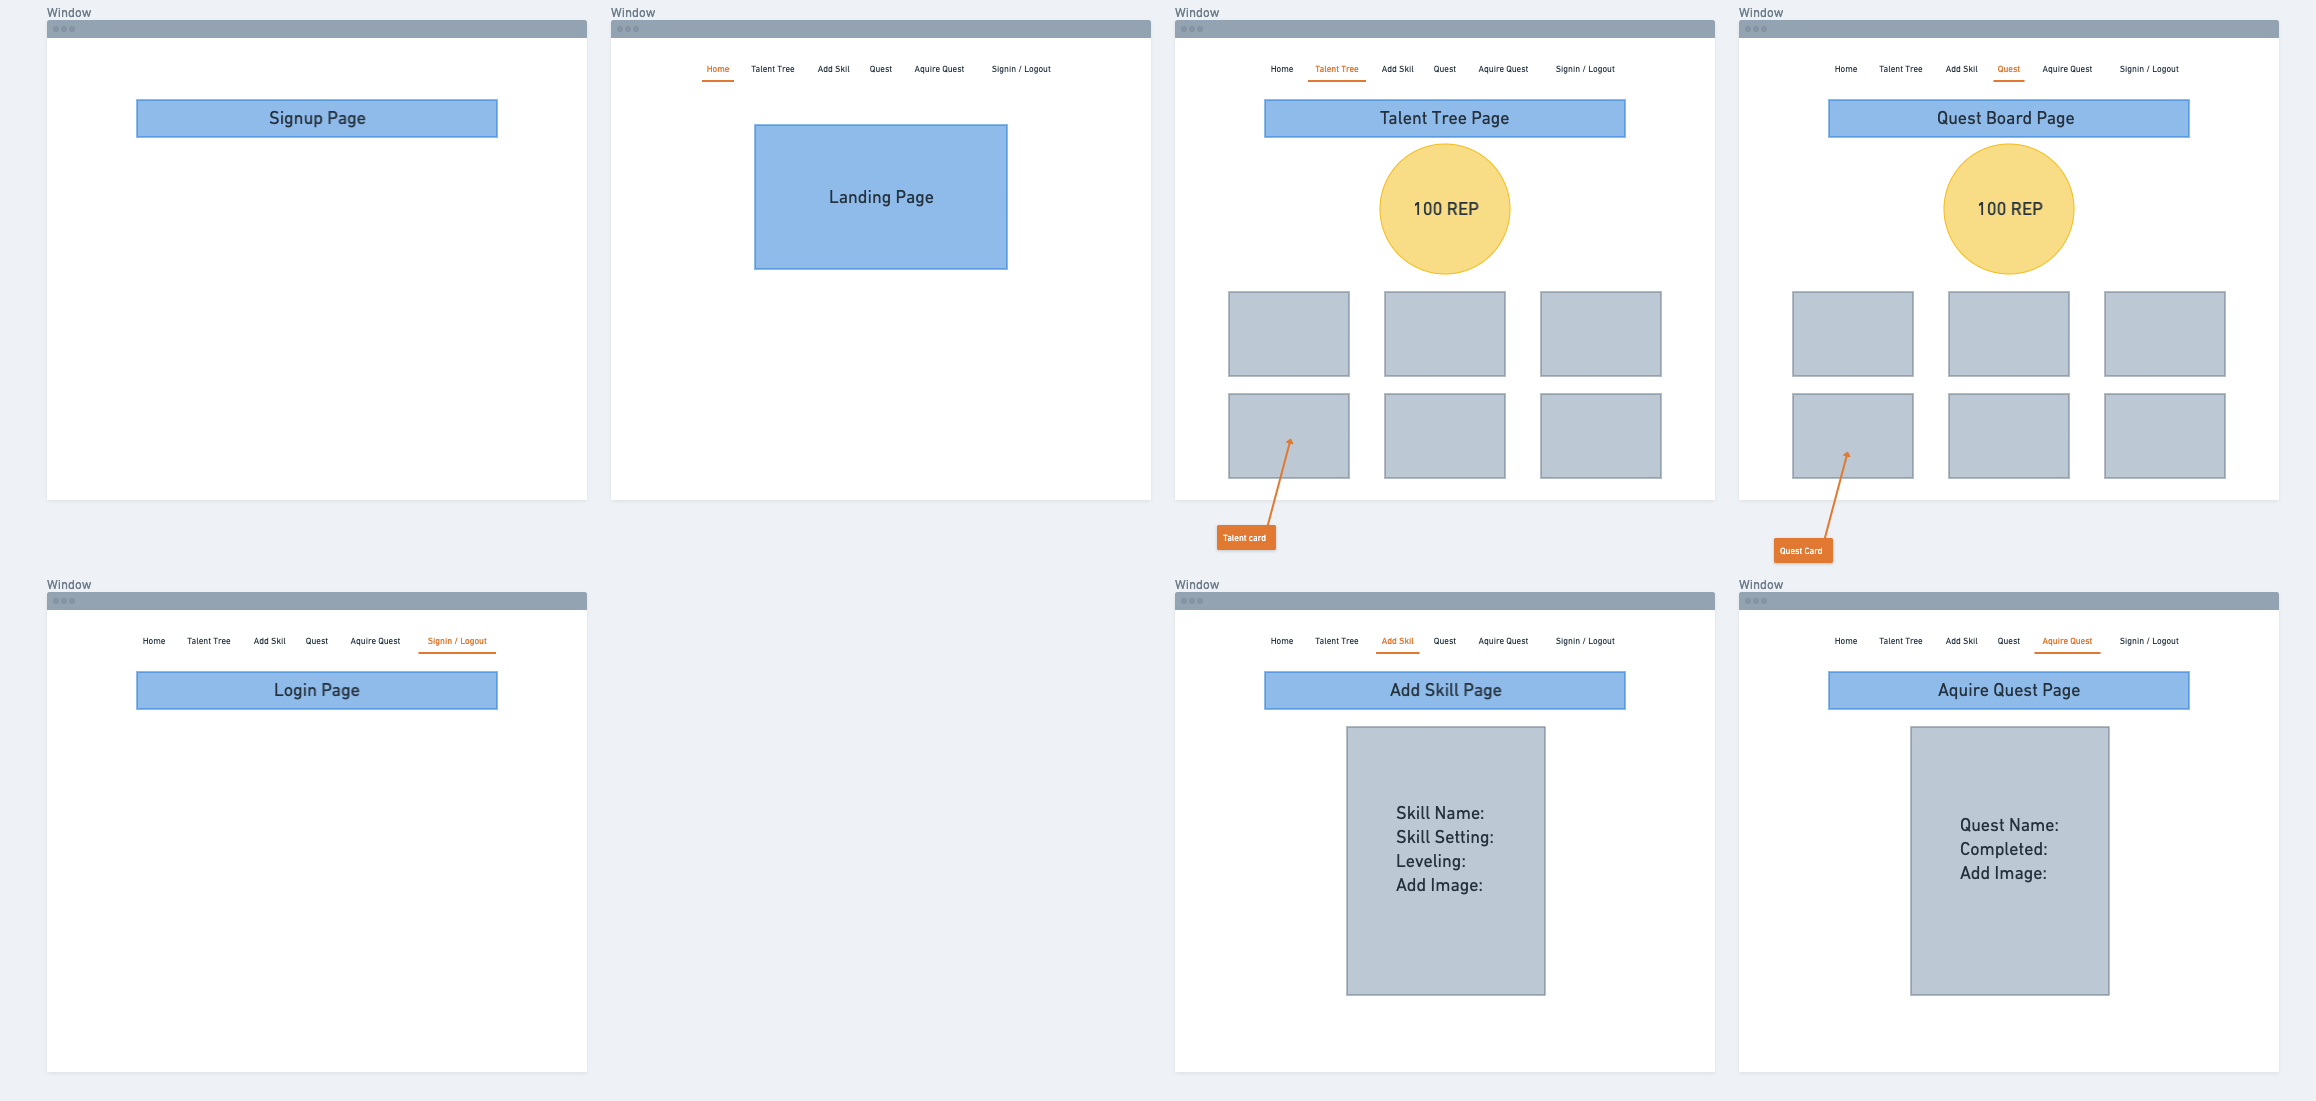 Window
Signup Page
Window
Home Talent Tree Add Skil Quest Aquire Quest Signin / Logout
Landing Page
Window
Home Talent Tree Add Skil Quest Aquire Quest Signin / Logout
Talent Tree Page
100 REP
Talent card
Window
Home Talent Tree Add Skil Quest Aquire Quest Signin / Logout
Quest Board Page
100 REP
Quest Card
Window
Home Talent Tree Add Skil Quest Aquire Quest Signin / Logout
Login Page
Window
Home Talent Tree Add Skil Quest Aquire Quest Signin / Logout
Add Skill Page
Skill Name:
Skill Setting:
Leveling:
Add Image:
Window
Home Talent Tree Add Skil Quest Aquire Quest Signin / Logout
Aquire Quest Page
Quest Name:
Completed:
Add Image: